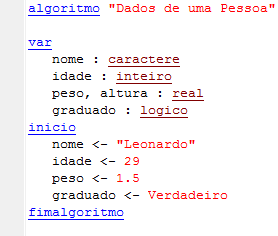 algoritmo "Dados de uma Pessoa"
var
nome : caractere
idade : inteiro
peso, altura : real
graduado : logico
inicio
nome <- "Leonardo"
idade <- 29
peso <- 1.5
graduado <- Verdadeiro
fimalgoritmo